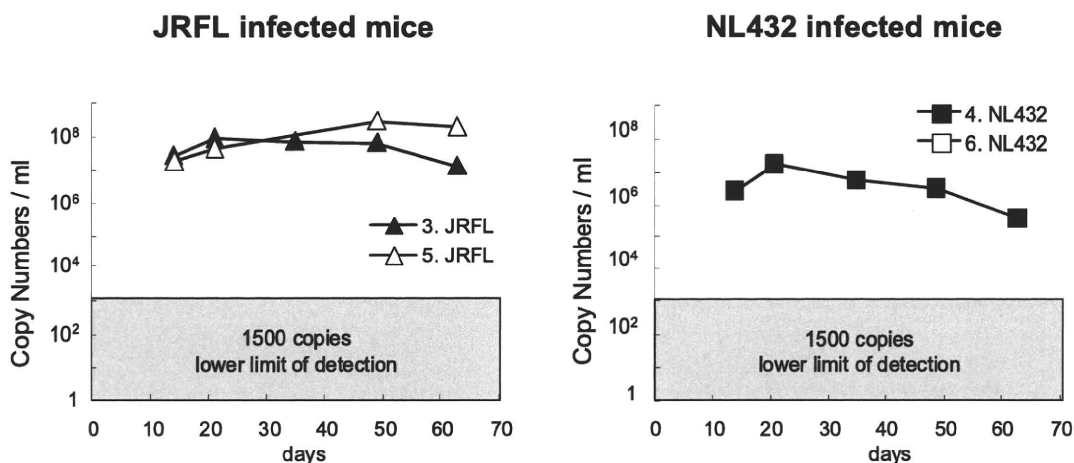 JRFL infected mice
Copy Numbers / ml
10⁸
10⁶
10⁴
10²
1
3. JRFL
5. JRFL
1500 copies
lower limit of detection
0 10 20 30 40 50 60 70
days
NL432 infected mice
Copy Numbers / ml
10⁸
10⁶
10⁴
10²
1
4. NL432
6. NL432
1500 copies
lower limit of detection
0 10 20 30 40 50 60 70
days